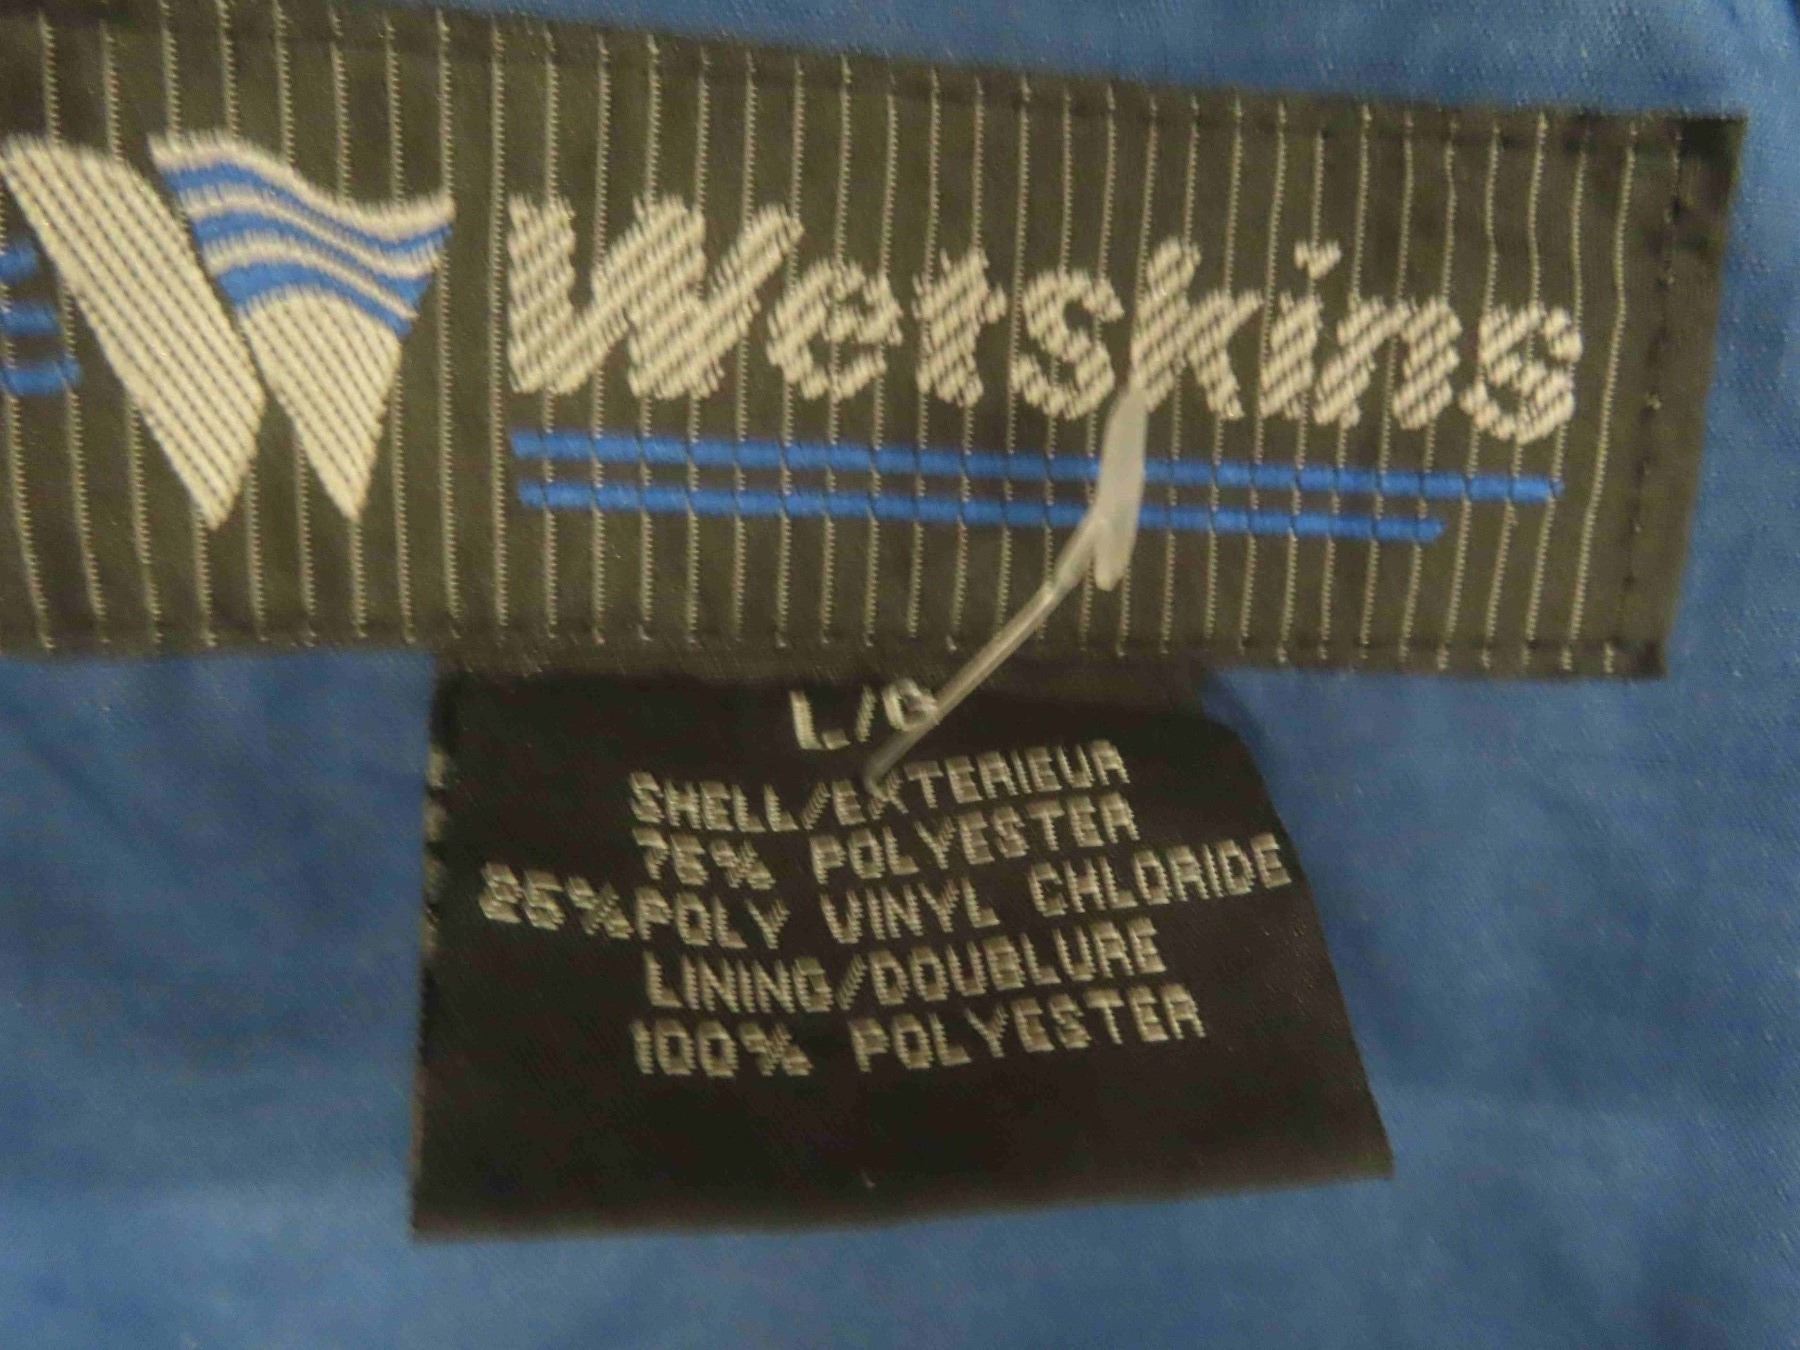 Wetskins
L/G
SHELL/EXTERIEUR
75% POLYESTER
25% POLY VINYL CHLORIDE
LINING/DOUBLURE
100% POLYESTER